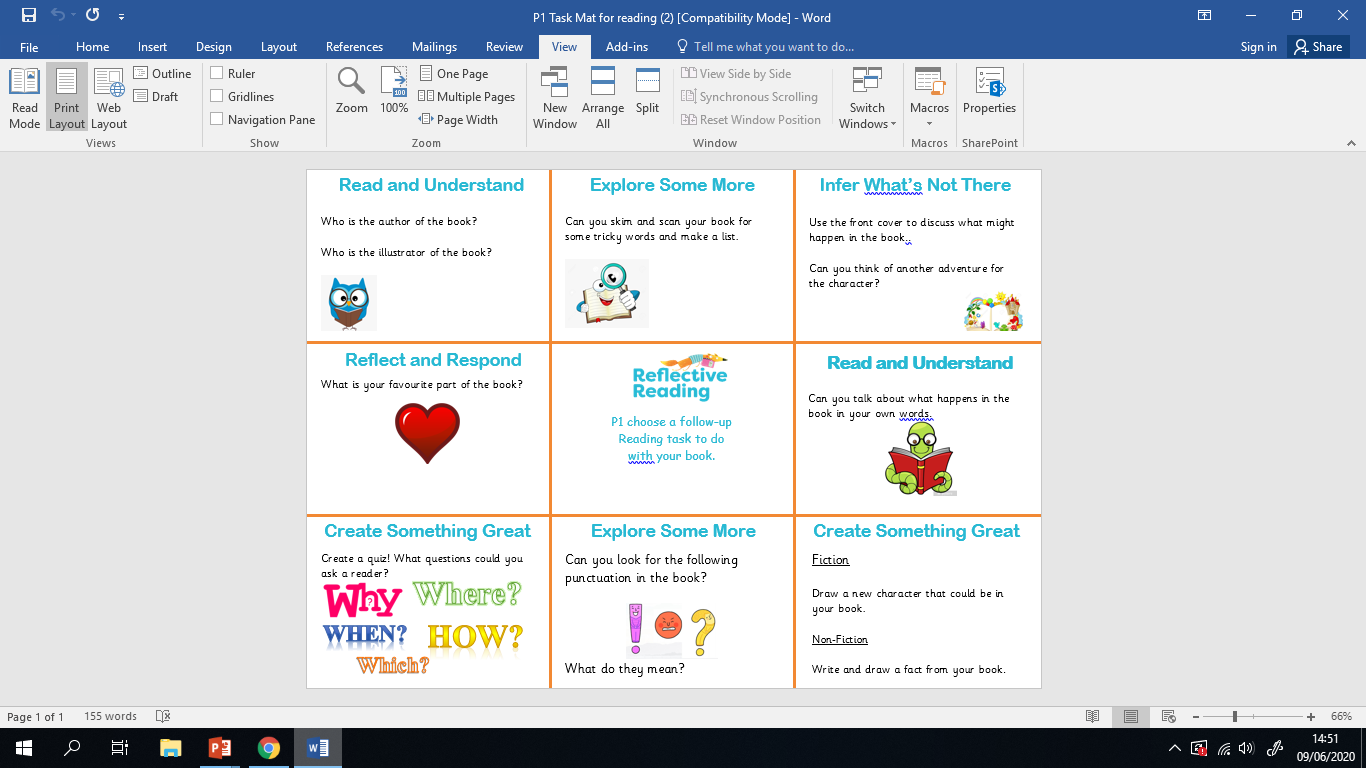 P1 Task Mat for reading (2) [Compatibility Mode] - Word
File Home Insert Design Layout References Mailings Review View Add-ins Tell me what you want to do... Sign in Share
Read Mode
Print Layout
Web Layout
Outline
Draft
Views
Ruler
Gridlines
Navigation Pane
Show
Zoom
100
100%
One Page
Multiple Pages
Page Width
Zoom
New Window
Arrange All
Split
View Side by Side
Synchronous Scrolling
Reset Window Position
Window
Switch Windows
Macros
Macros
Properties
SharePoint
Read and Understand
Who is the author of the book?
Who is the illustrator of the book?
Explore Some More
Can you skim and scan your book for
some tricky words and make a list.
Infer What's Not There
Use the front cover to discuss what might
happen in the book..
Can you think of another adventure for
the character?
Reflect and Respond
What is your favourite part of the book?
Reflective
Reading
P1 choose a follow-up
Reading task to do
with your book.
Read and Understand
Can you talk about what happens in the
book in your own words.
Create Something Great
Create a quiz! What questions could you
ask a reader?
Why
?
Where?
WHEN?
HOW?
Which?
Explore Some More
Can you look for the following
punctuation in the book?
! ?
What do they mean?
Create Something Great
Fiction
Draw a new character that could be in
your book.
Non-Fiction
Write and draw a fact from your book.
Page 1 of 1 155 words 66%
14:51
09/06/2020